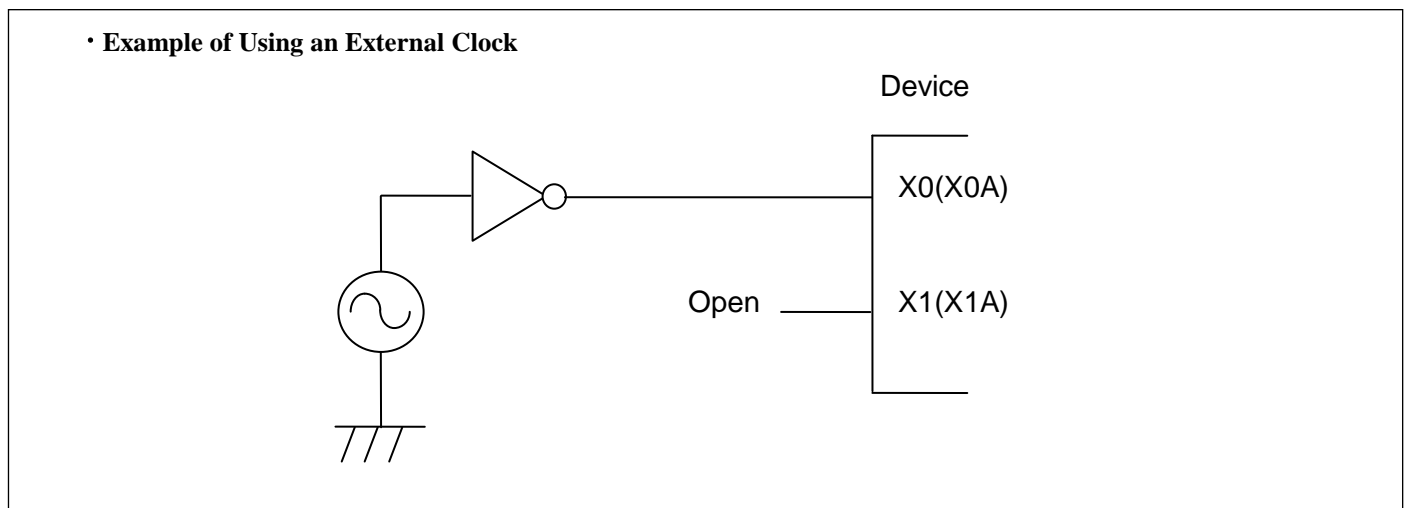 ・Example of Using an External Clock
Device
X0(X0A)
Open
X1(X1A)